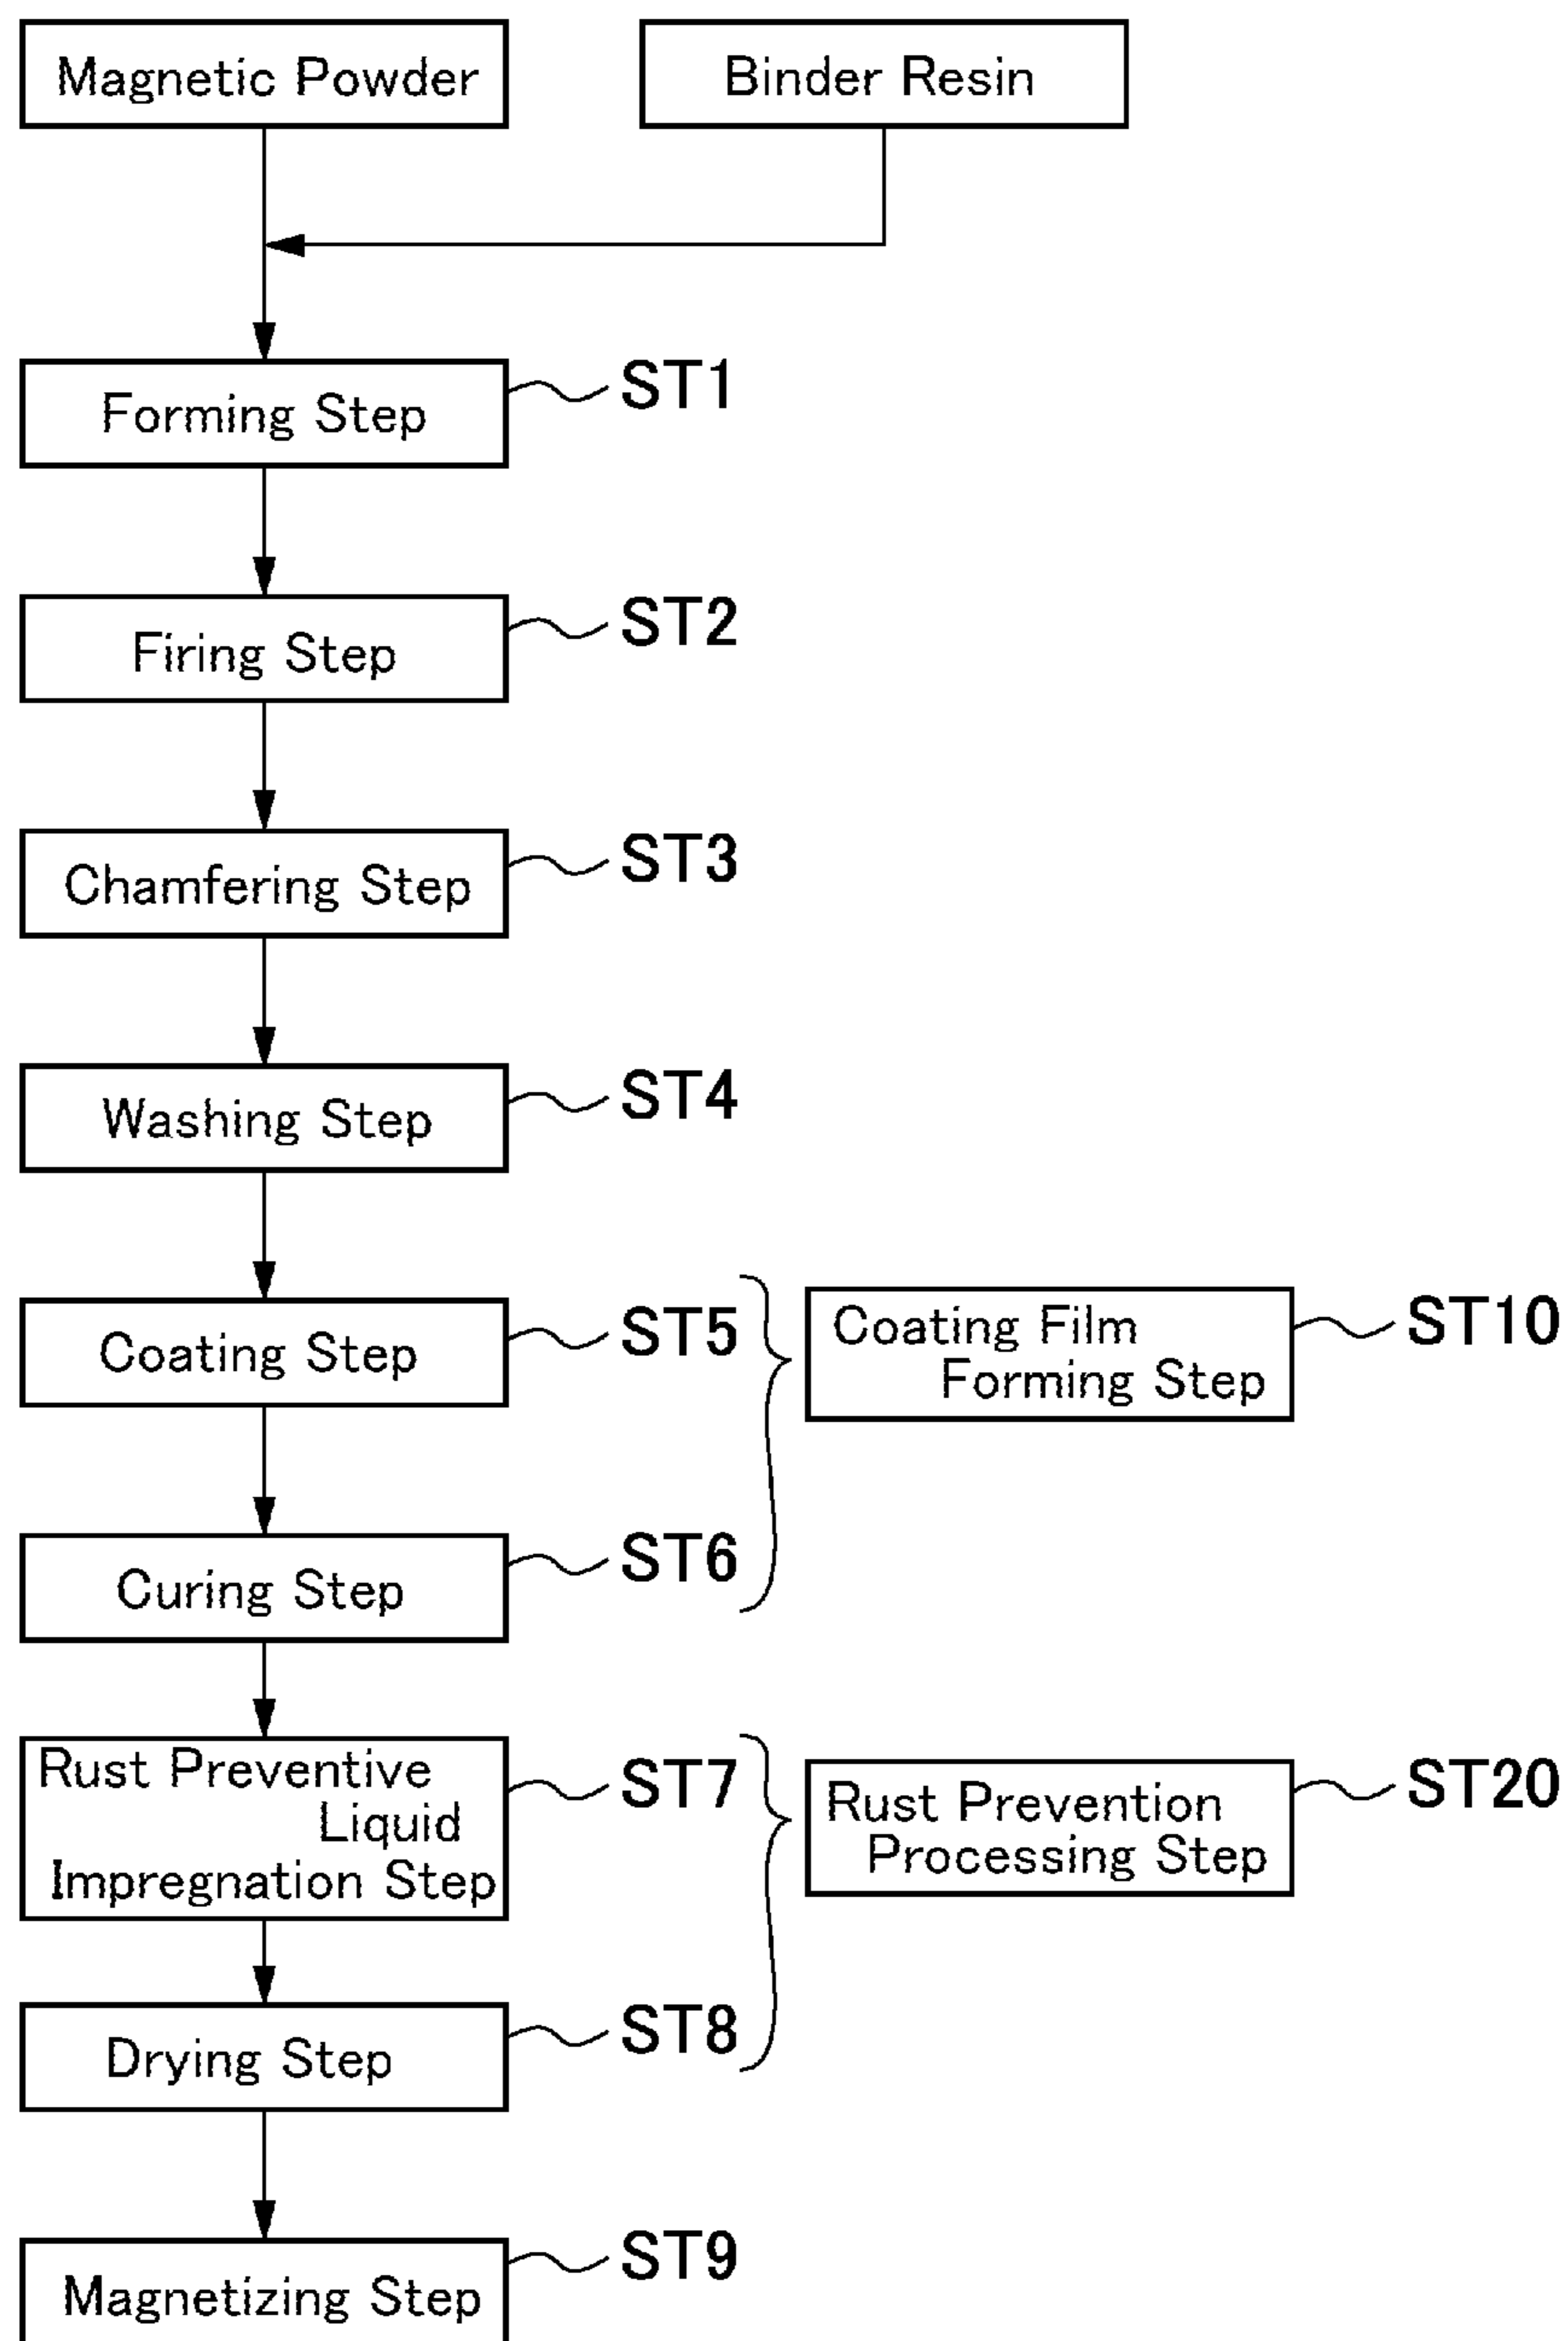 Magnetic Powder
Binder Resin
Forming Step
ST1
Firing Step
ST2
Chamfering Step
ST3
Washing Step
ST4
Coating Step
ST5
Coating Film
Forming Step
ST10
Curing Step
ST6
Rust Preventive
Liquid
Impregnation Step
ST7
Rust Prevention
Processing Step
ST20
Drying Step
ST8
Magnetizing Step
ST9